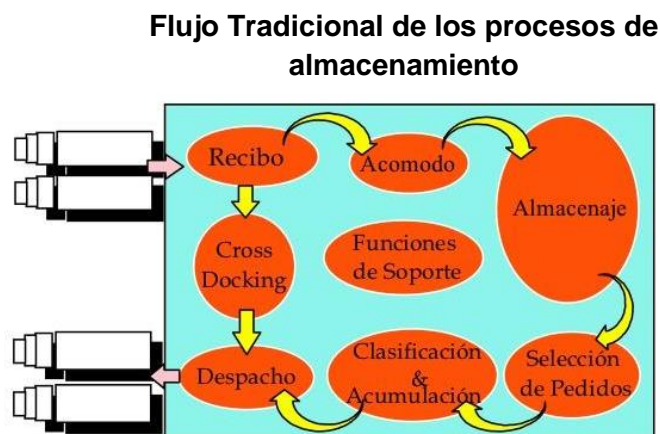 Flujo Tradicional de los procesos de
almacenamiento
Recibo
Acomodo
Almacenaje
Cross
Docking
Funciones
de Soporte
Despacho
Clasificación
&
Acumulación
Selección
de Pedidos